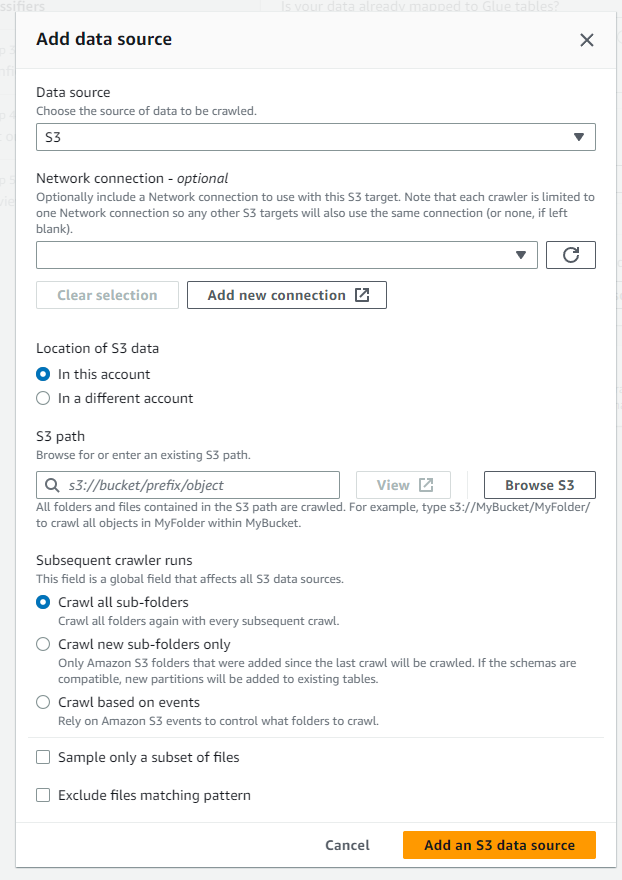 ssifiers
Is your data already mapped to Glue tables?
Add data source
Data source
Choose the source of data to be crawled.
S3
Network connection - optional
Optionally include a Network connection to use with this S3 target. Note that each crawler is limited to
one Network connection so any other S3 targets will also use the same connection (or none, if left
blank).
Clear selection
Add new connection
Location of S3 data
In this account
In a different account
S3 path
Browse for or enter an existing S3 path.
s3://bucket/prefix/object
View
Browse S3
All folders and files contained in the S3 path are crawled. For example, type s3://MyBucket/MyFolder/
to crawl all objects in MyFolder within MyBucket.
Subsequent crawler runs
This field is a global field that affects all S3 data sources.
Crawl all sub-folders
Crawl all folders again with every subsequent crawl.
Crawl new sub-folders only
Only Amazon S3 folders that were added since the last crawl will be crawled. If the schemas are
compatible, new partitions will be added to existing tables.
Crawl based on events
Rely on Amazon S3 events to control what folders to crawl.
Sample only a subset of files
Exclude files matching pattern
Cancel
Add an S3 data source